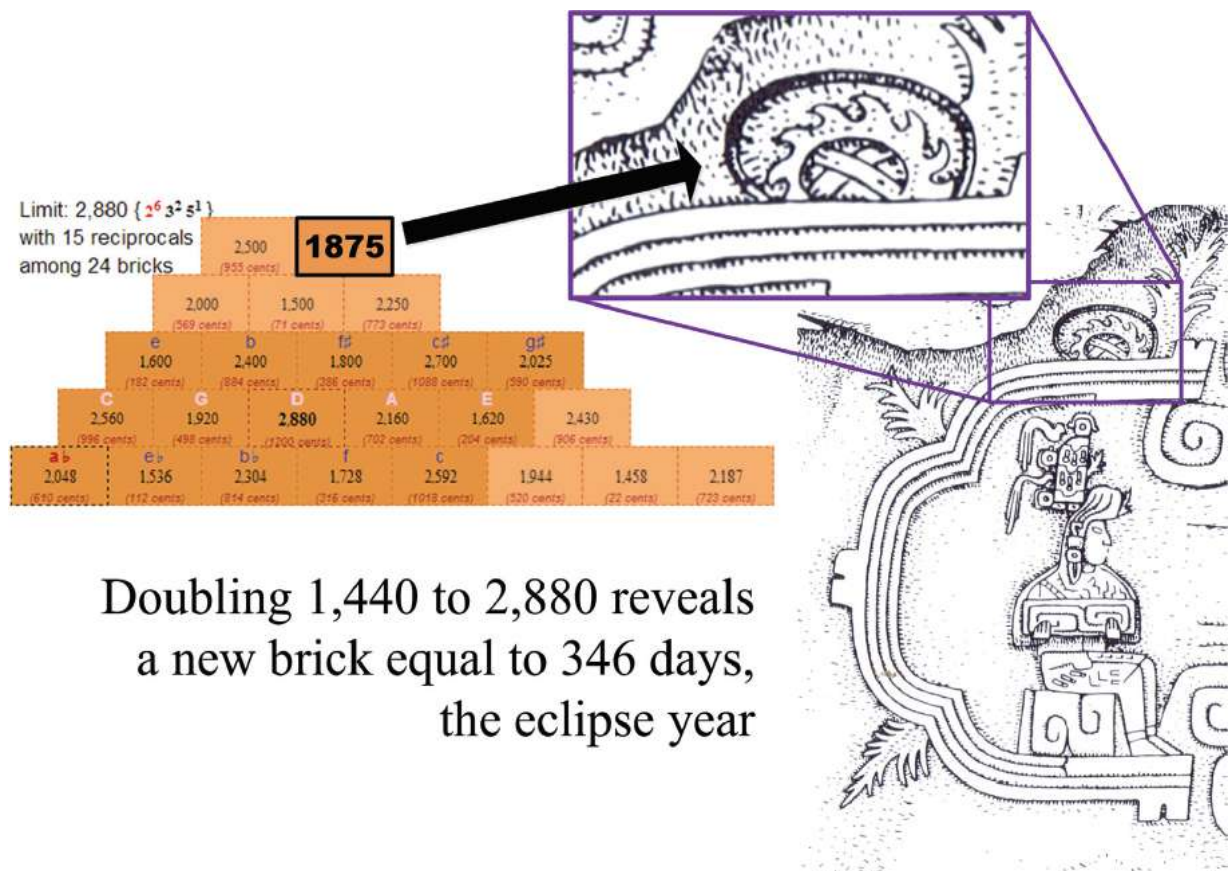 Limit: 2,880 { 2⁶ 3² 5¹ }
with 15 reciprocals
among 24 bricks
2,500 1875
(955 cents)
2,000 1,500 2,250
(569 cents) (71 cents) (773 cents)
e b f# c# g#
1,600 2,400 1,800 2,700 2,025
(182 cents) (884 cents) (386 cents) (1088 cents) (590 cents)
C G D A E
2,560 1,920 2,880 2,160 1,620 2,430
(996 cents) (498 cents) (1200 cents) (702 cents) (204 cents) (906 cents)
a♭ e♭ b♭ f c
2,048 1,536 2,304 1,728 2,592 1,944 1,458 2,187
(610 cents) (112 cents) (814 cents) (316 cents) (1018 cents) (520 cents) (22 cents) (723 cents)
Doubling 1,440 to 2,880 reveals
a new brick equal to 346 days,
the eclipse year